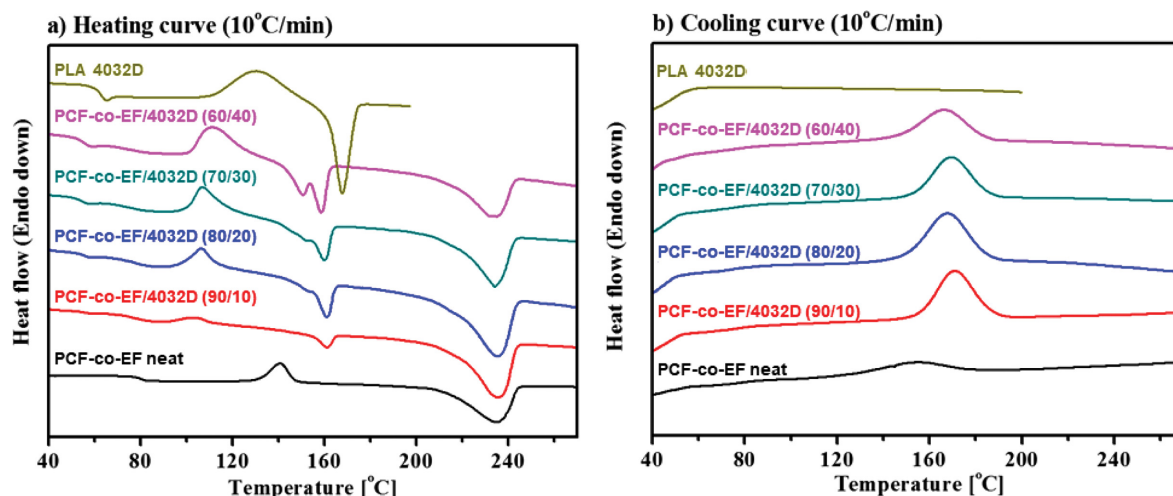 a) Heating curve (10°C/min)
Heat flow (Endo down)
PLA 4032D
PCF-co-EF/4032D (60/40)
PCF-co-EF/4032D (70/30)
PCF-co-EF/4032D (80/20)
PCF-co-EF/4032D (90/10)
PCF-co-EF neat
40 80 120 160 200 240
Temperature [°C]
b) Cooling curve (10°C/min)
Heat flow (Endo down)
PLA 4032D
PCF-co-EF/4032D (60/40)
PCF-co-EF/4032D (70/30)
PCF-co-EF/4032D (80/20)
PCF-co-EF/4032D (90/10)
PCF-co-EF neat
40 80 120 160 200 240
Temperature [°C]